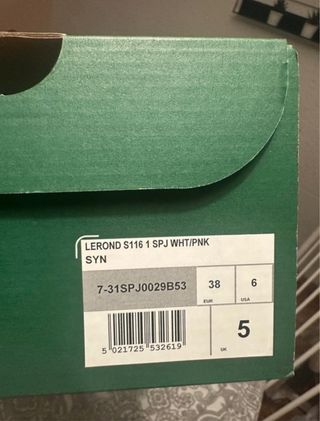 LEROND S116 1 SPJ WHT/PNK
SYN
7-31SPJ0029B53
38
EUR
6
USA
5 021725 532619
5
UK